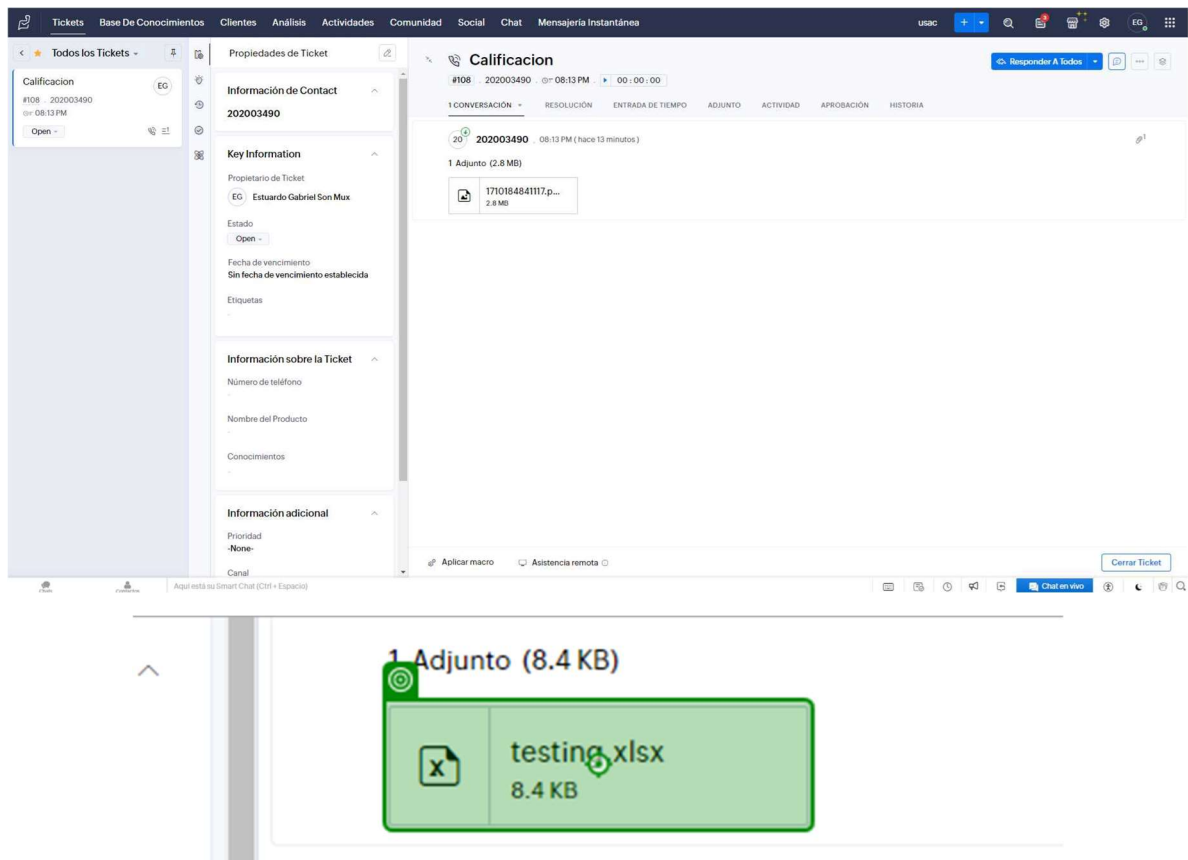 Tickets Base De Conocimientos Clientes Análisis Actividades Comunidad Social Chat Mensajería Instantánea usac
EG
Todos los Tickets
Calificacion
EG
#108 . 202003490
08:13 PM
Open
Propiedades de Ticket
Información de Contact
202003490
Key Information
Propietario de Ticket
EG Estuardo Gabriel Son Mux
Estado
Open
Fecha de vencimiento
Sin fecha de vencimiento establecida
Etiquetas
-
Información sobre la Ticket
Número de teléfono
-
Nombre del Producto
-
Conocimientos
-
Información adicional
Prioridad
-None-
Canal
Calificacion
#108 . 202003490 . 08:13 PM . 00 : 00 : 00
Responder A Todos
1 CONVERSACIÓN RESOLUCIÓN ENTRADA DE TIEMPO ADJUNTO ACTIVIDAD APROBACIÓN HISTORIA
20 202003490 . 08:13 PM ( hace 13 minutos )
1
1 Adjunto (2.8 MB)
1710184841117.p...
2.8 MB
Aplicar macro Asistencia remota
Cerrar Ticket
Chats Contactos Aquí está su Smart Chat (Ctrl + Espacio) Chat en vivo
1 Adjunto (8.4 KB)
testing.xlsx
8.4 KB